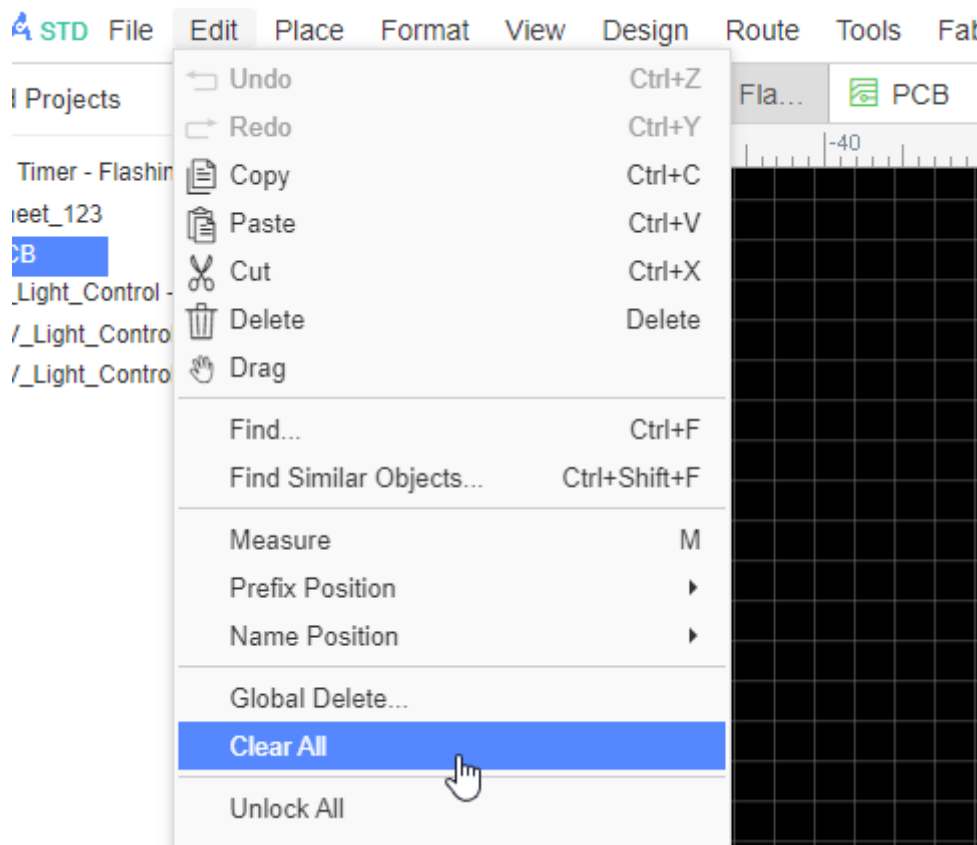 STD File Edit Place Format View Design Route Tools Fab
Projects
Fla... PCB
-40
Timer - Flashin
eet_123
CB
_Light_Control -
_Light_Contro
_Light_Contro
Undo Ctrl+Z
Redo Ctrl+Y
Copy Ctrl+C
Paste Ctrl+V
Cut Ctrl+X
Delete Delete
Drag
Find... Ctrl+F
Find Similar Objects... Ctrl+Shift+F
Measure M
Prefix Position
Name Position
Global Delete...
Clear All
Unlock All